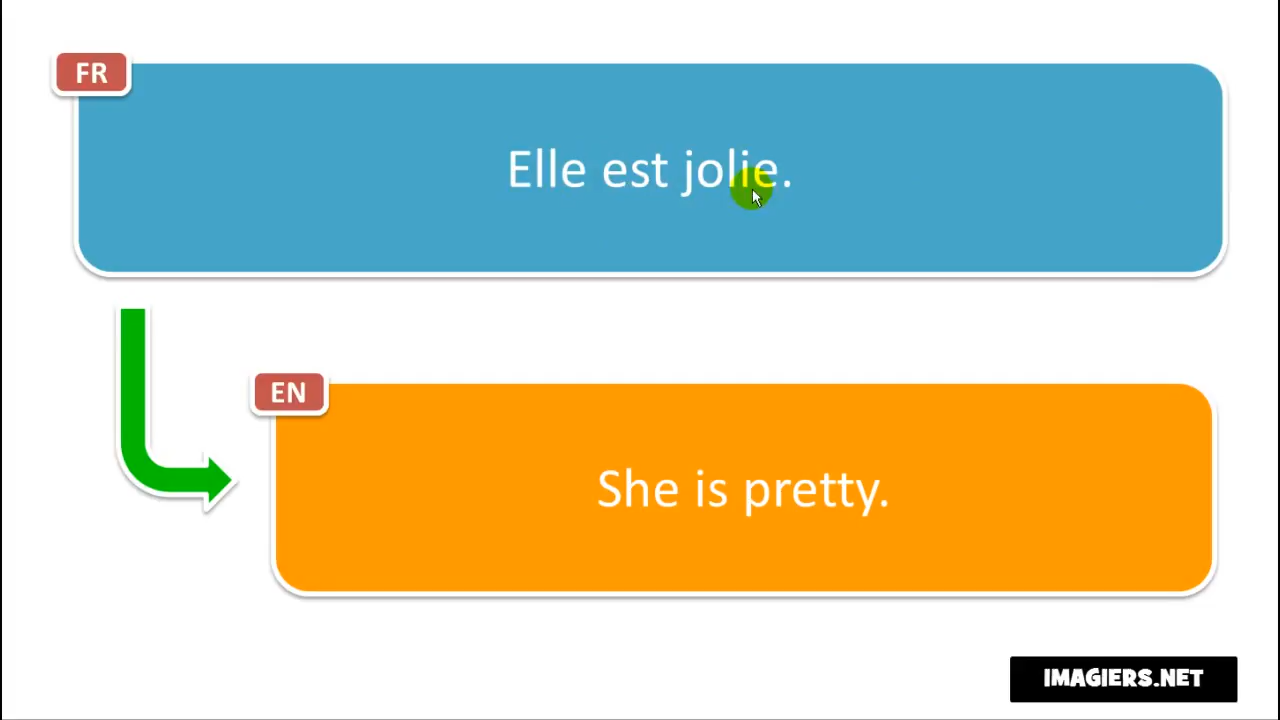 FR
Elle est jolie.
EN
She is pretty.
IMAGIERS.NET